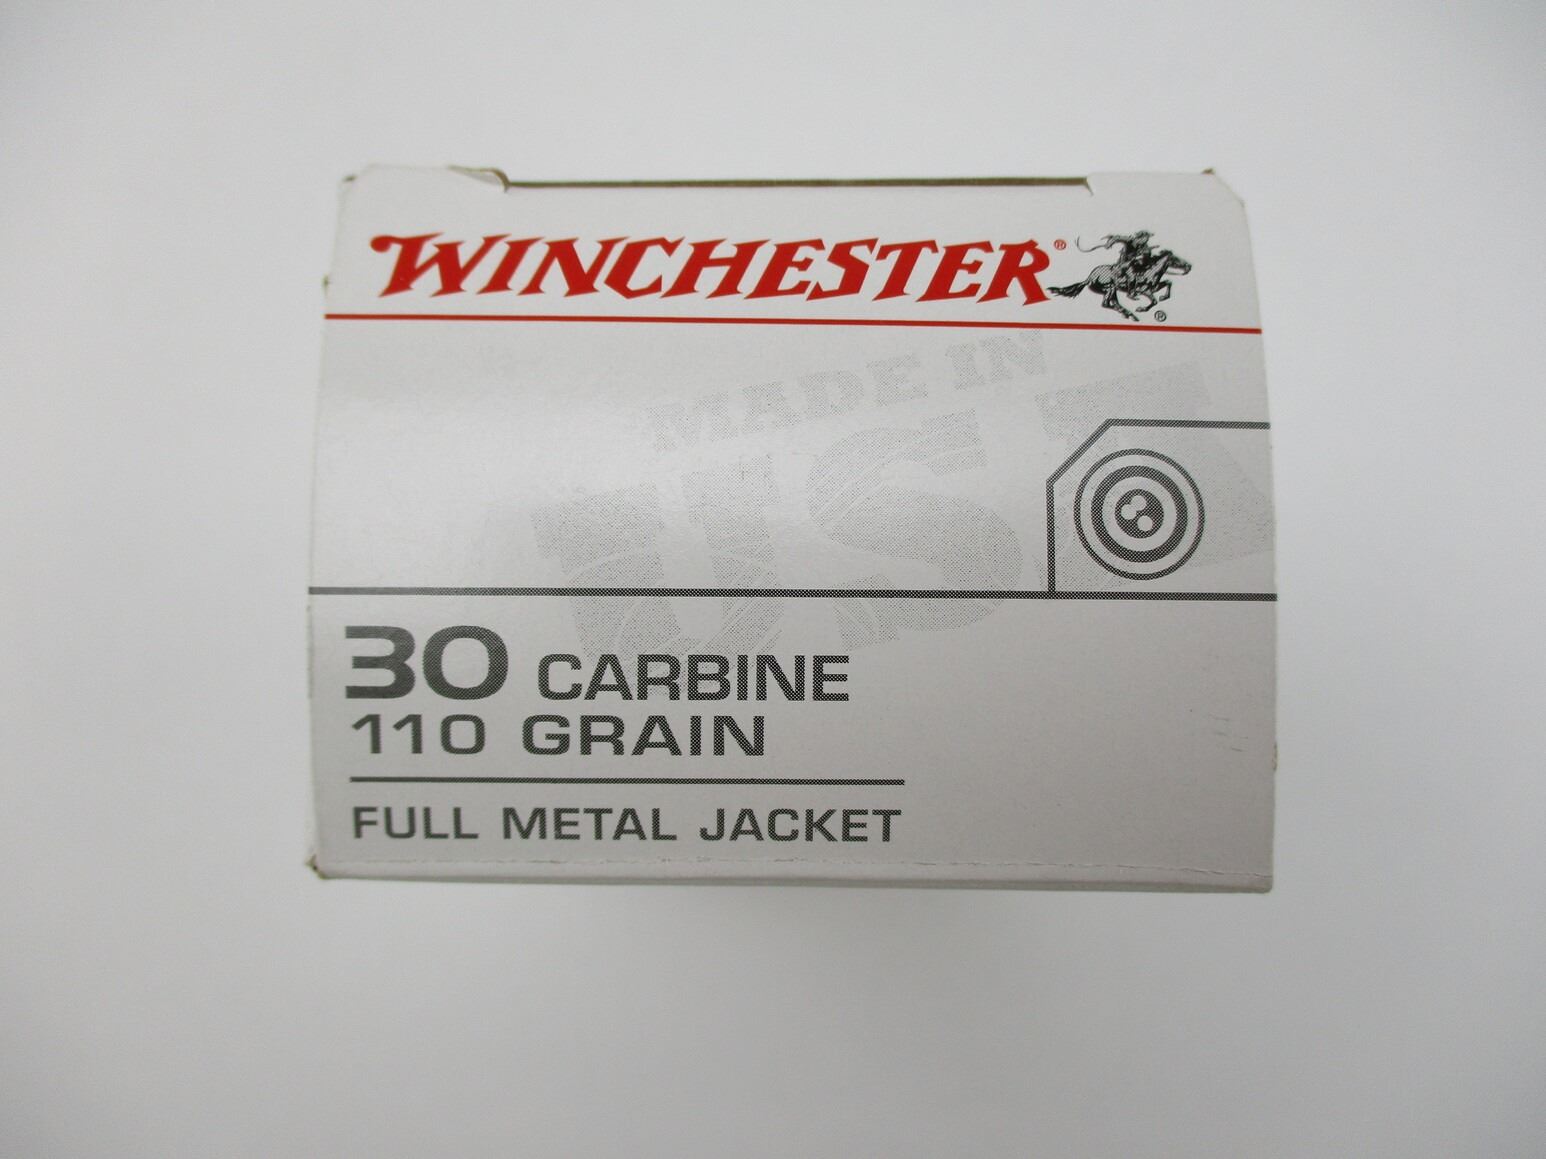 WINCHESTER®
®
MADE IN
USA
30 CARBINE
110 GRAIN
FULL METAL JACKET